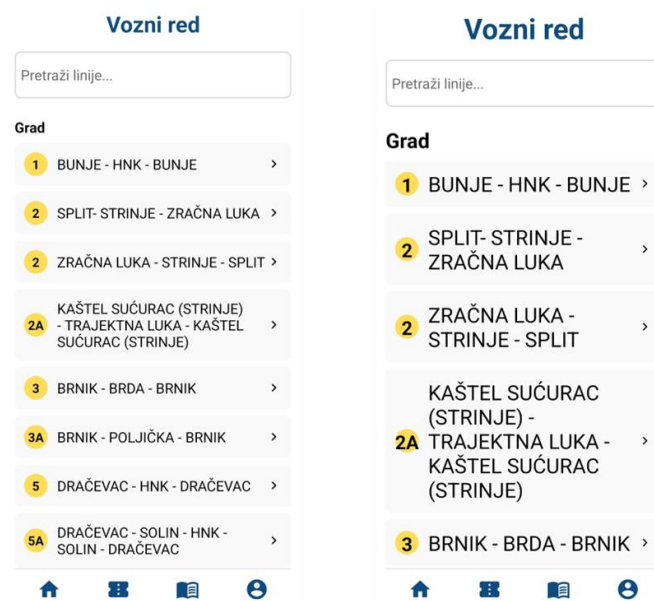 Vozni red
Pretraži linije...
Grad
1 BUNJE - HNK - BUNJE
2 SPLIT- STRINJE - ZRAČNA LUKA
2 ZRAČNA LUKA - STRINJE - SPLIT
KAŠTEL SUĆURAC (STRINJE)
2A - TRAJEKTNA LUKA - KAŠTEL
SUĆURAC (STRINJE)
3 BRNIK - BRDA - BRNIK
3A BRNIK - POLJIČKA - BRNIK
5 DRAČEVAC - HNK - DRAČEVAC
5A DRAČEVAC - SOLIN - HNK -
SOLIN - DRAČEVAC
Vozni red
Pretraži linije...
Grad
1 BUNJE - HNK - BUNJE
2 SPLIT- STRINJE -
ZRAČNA LUKA
2 ZRAČNA LUKA -
STRINJE - SPLIT
KAŠTEL SUĆURAC
(STRINJE) -
2A TRAJEKTNA LUKA -
KAŠTEL SUĆURAC
(STRINJE)
3 BRNIK - BRDA - BRNIK